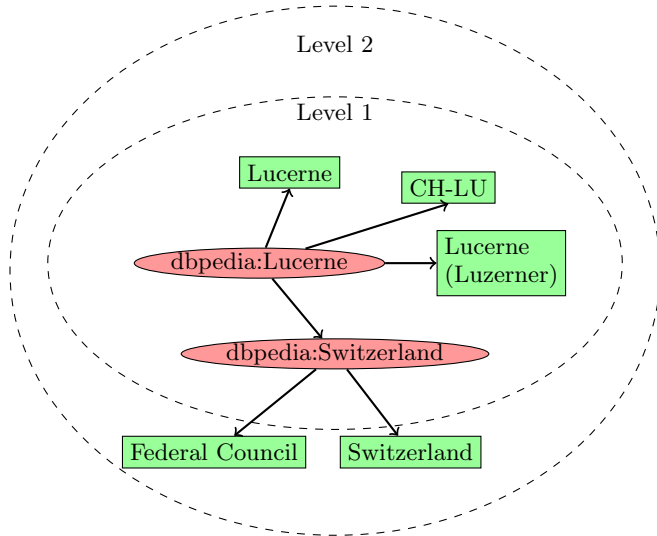 Level 2
Level 1
Lucerne
CH-LU
dbpedia:Lucerne
Lucerne
(Luzerner)
dbpedia:Switzerland
Federal Council
Switzerland